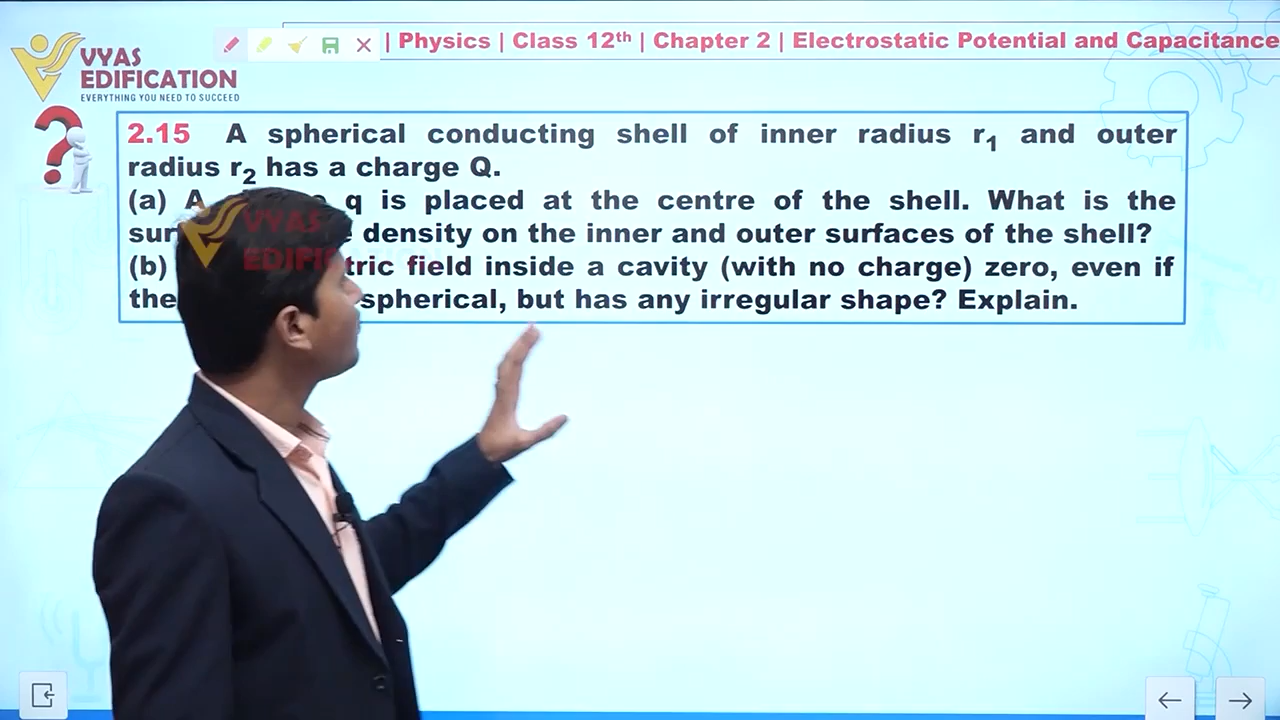 VYAS
EDIFICATION
EVERYTHING YOU NEED TO SUCCEED
| Physics | Class 12th | Chapter 2 | Electrostatic Potential and Capacitance
2.15 A spherical conducting shell of inner radius r1 and outer
radius r2 has a charge Q.
(a) A q is placed at the centre of the shell. What is the
density on the inner and outer surfaces of the shell?
(b) field inside a cavity (with no charge) zero, even if
spherical, but has any irregular shape? Explain.
VYAS